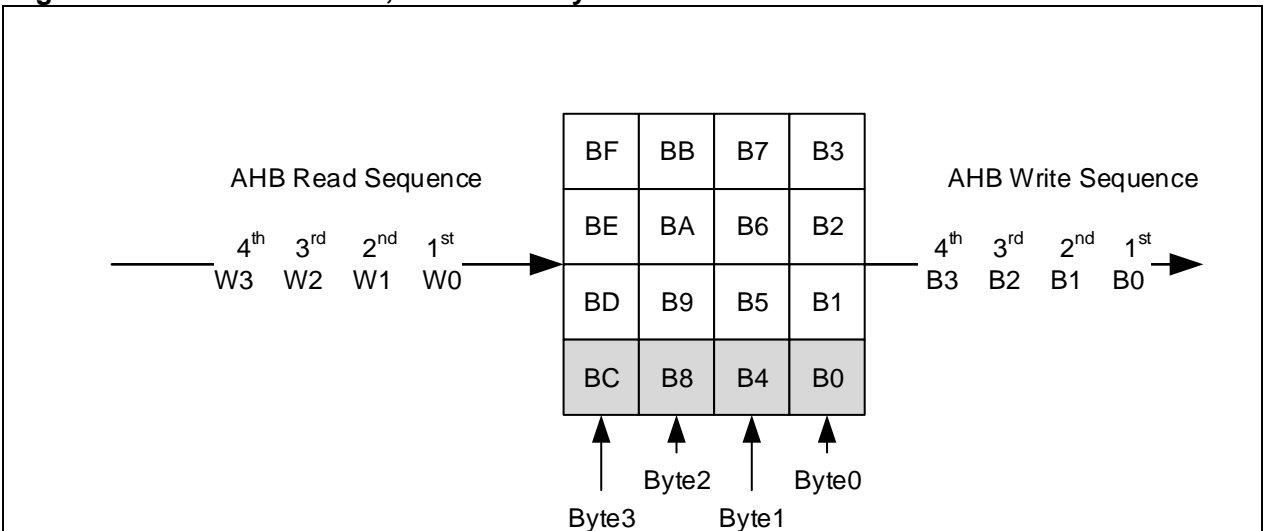 BF BB B7 B3
AHB Read Sequence
AHB Write Sequence
BE BA B6 B2
4th 3rd 2nd 1st
W3 W2 W1 W0
4th 3rd 2nd 1st
B3 B2 B1 B0
BD B9 B5 B1
BC B8 B4 B0
Byte2 Byte0
Byte3 Byte1